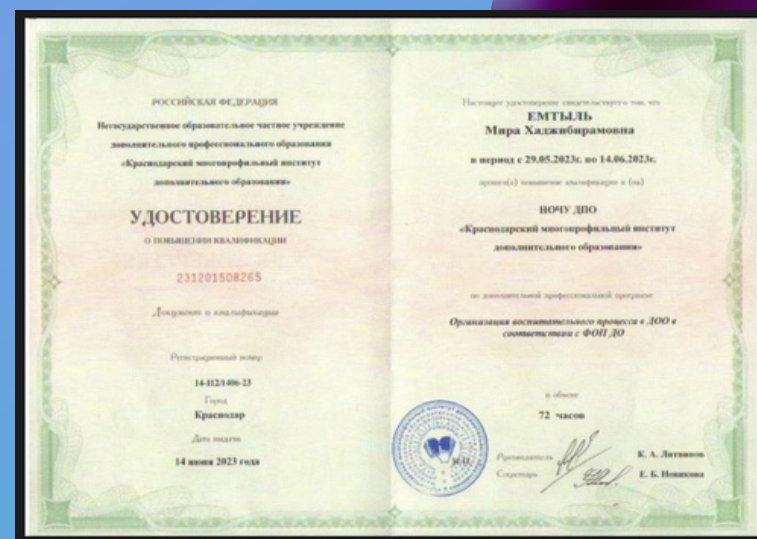 РОССИЙСКАЯ ФЕДЕРАЦИЯ
Негосударственное образовательное частное учреждение
дополнительного профессионального образования
«Краснодарский многопрофильный институт
дополнительного образования»
УДОСТОВЕРЕНИЕ
О ПОВЫШЕНИИ КВАЛИФИКАЦИИ
231201508265
Документ о квалификации
Регистрационный номер
14-112/1406-23
Город
Краснодар
Дата выдачи
14 июня 2023 года
Настоящее удостоверение свидетельствует о том, что
ЕМТЫЛЬ
Мира Хаджибирамовна
в период с 29.05.2023г. по 14.06.2023г.
прошел(а) повышение квалификации в (на)
НОЧУ ДПО
«Краснодарский многопрофильный институт
дополнительного образования»
по дополнительной профессиональной программе
Организация воспитательного процесса в ДОО в
соответствии с ФОП ДО
в объеме
72 часов
М.П.
Руководитель К. А. Литвинов
Секретарь Е. Б. Новикова